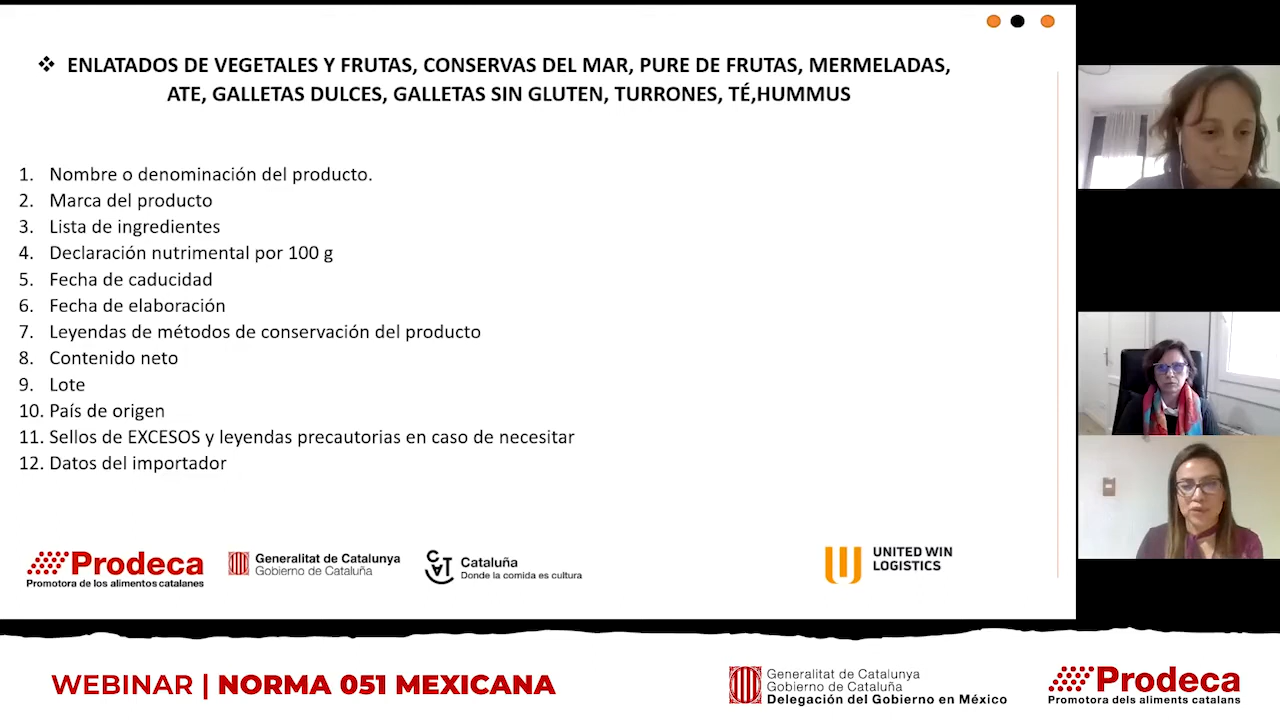 ❖ ENLATADOS DE VEGETALES Y FRUTAS, CONSERVAS DEL MAR, PURE DE FRUTAS, MERMELADAS,
ATE, GALLETAS DULCES, GALLETAS SIN GLUTEN, TURRONES, TÉ,HUMMUS
1. Nombre o denominación del producto.
2. Marca del producto
3. Lista de ingredientes
4. Declaración nutrimental por 100 g
5. Fecha de caducidad
6. Fecha de elaboración
7. Leyendas de métodos de conservación del producto
8. Contenido neto
9. Lote
10. País de origen
11. Sellos de EXCESOS y leyendas precautorias en caso de necesitar
12. Datos del importador
Prodeca
Promotora de los alimentos catalanes
Generalitat de Catalunya
Gobierno de Cataluña
CAT
Cataluña
Donde la comida es cultura
UNITED WIN
LOGISTICS
WEBINAR | NORMA 051 MEXICANA
Generalitat de Catalunya
Gobierno de Cataluña
Delegación del Gobierno en México
Prodeca
Promotora dels aliments catalans